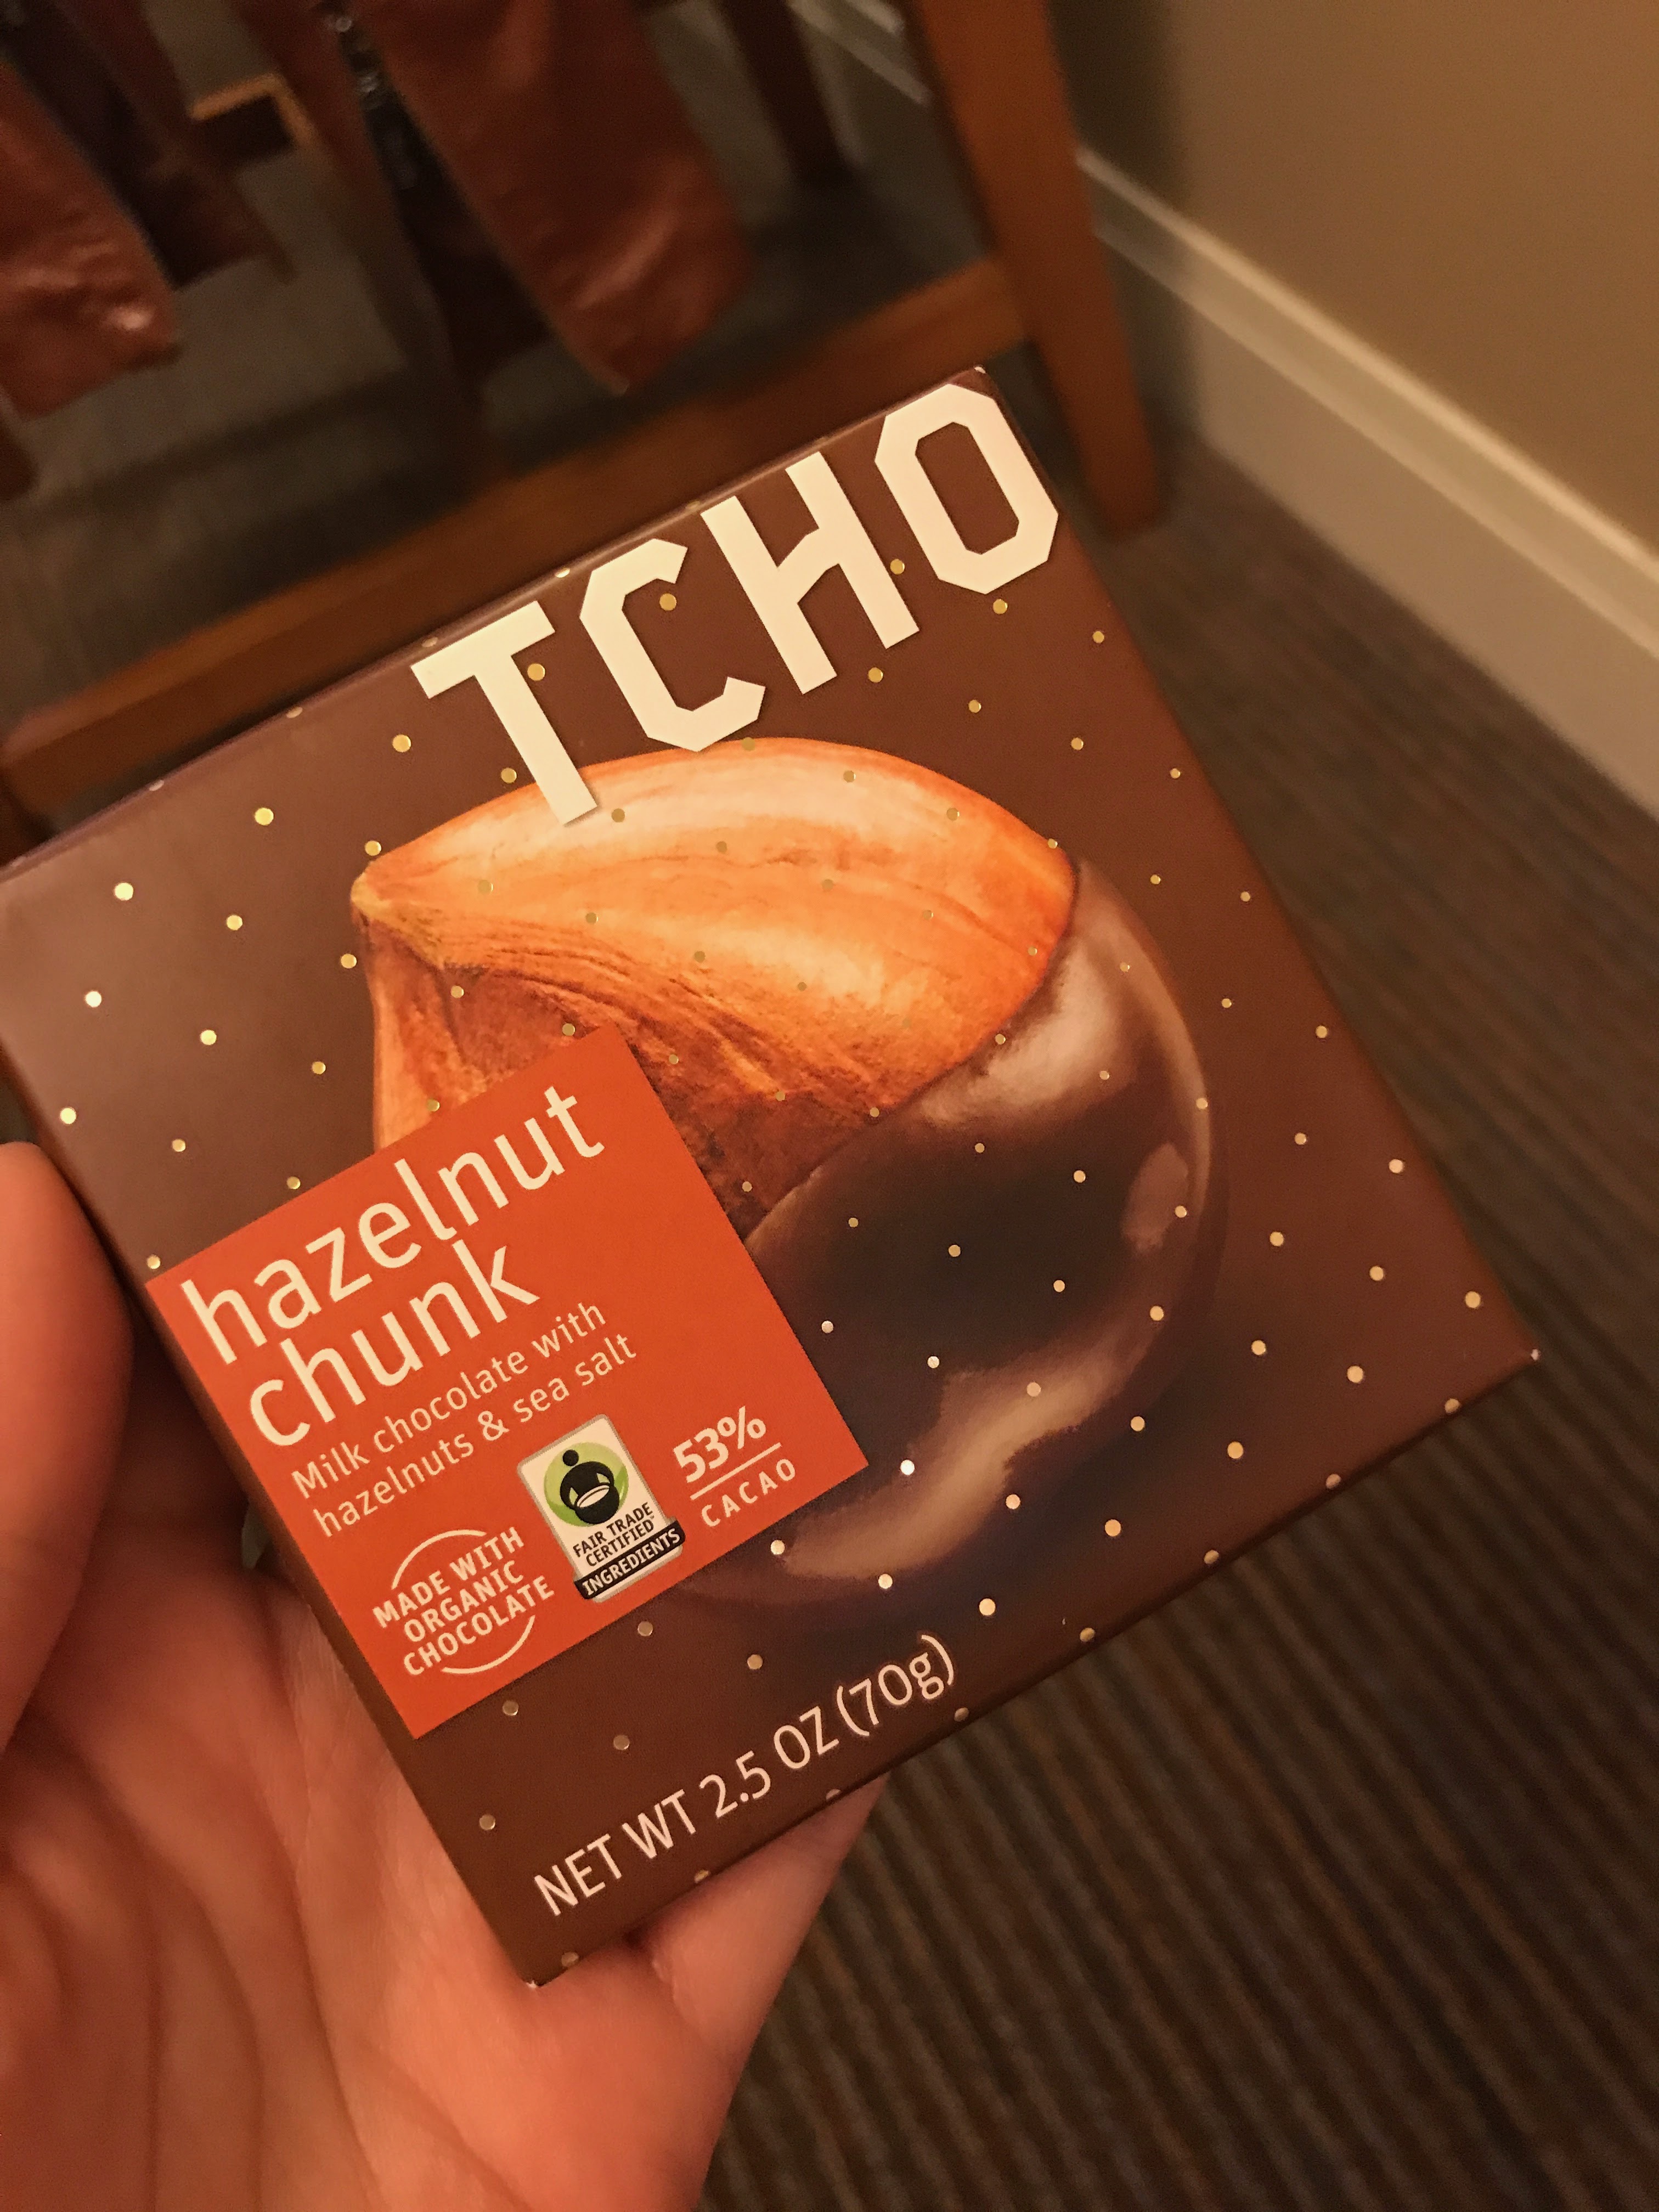 TCHO
hazelnut
chunk
Milk chocolate with
hazelnuts & sea salt
MADE WITH
ORGANIC
CHOCOLATE
FAIR TRADE
CERTIFIED™
INGREDIENTS
53%
CACAO
NET WT 2.5 OZ (70g)